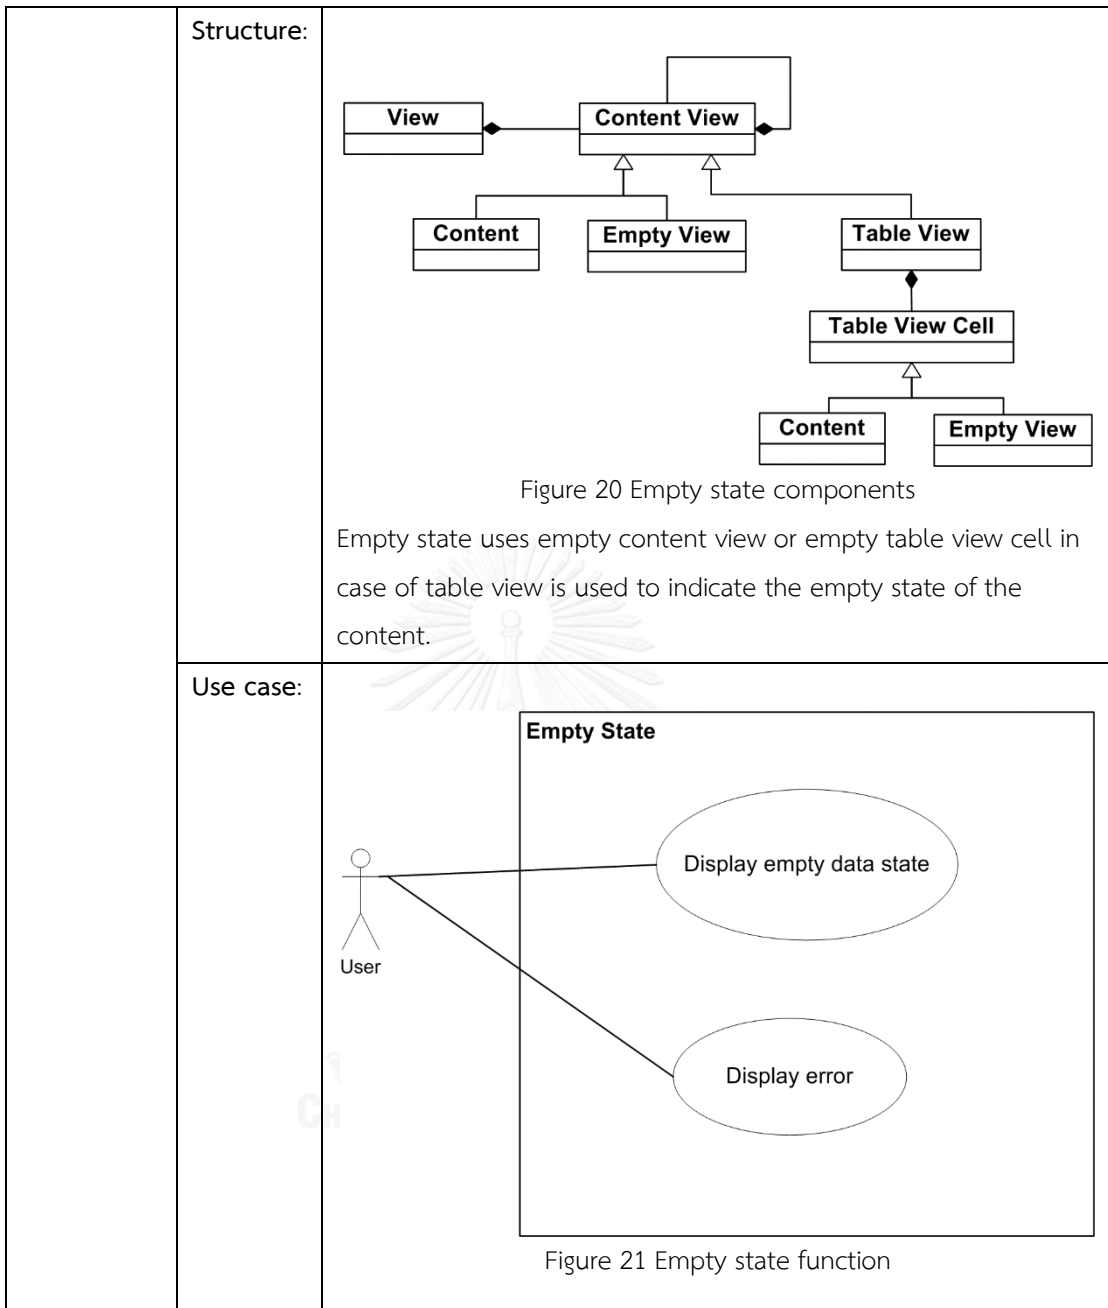 Structure:
View
Content View
Content
Empty View
Table View
Table View Cell
Content
Empty View
Figure 20 Empty state components
Empty state uses empty content view or empty table view cell in
case of table view is used to indicate the empty state of the
content.
Use case:
Empty State
Display empty data state
User
Display error
Figure 21 Empty state function